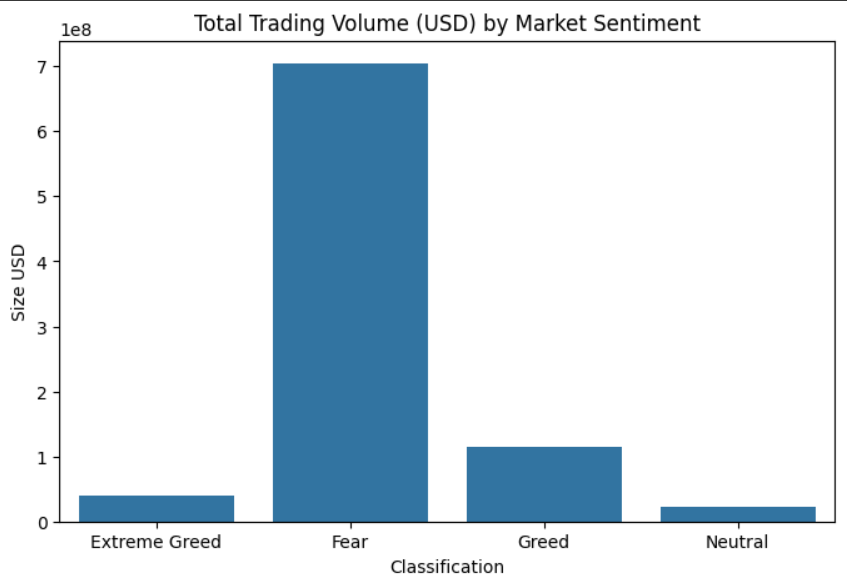 Total Trading Volume (USD) by Market Sentiment
1e8
7
6
5
4
3
2
1
0
Size USD
Extreme Greed Fear Greed Neutral
Classification